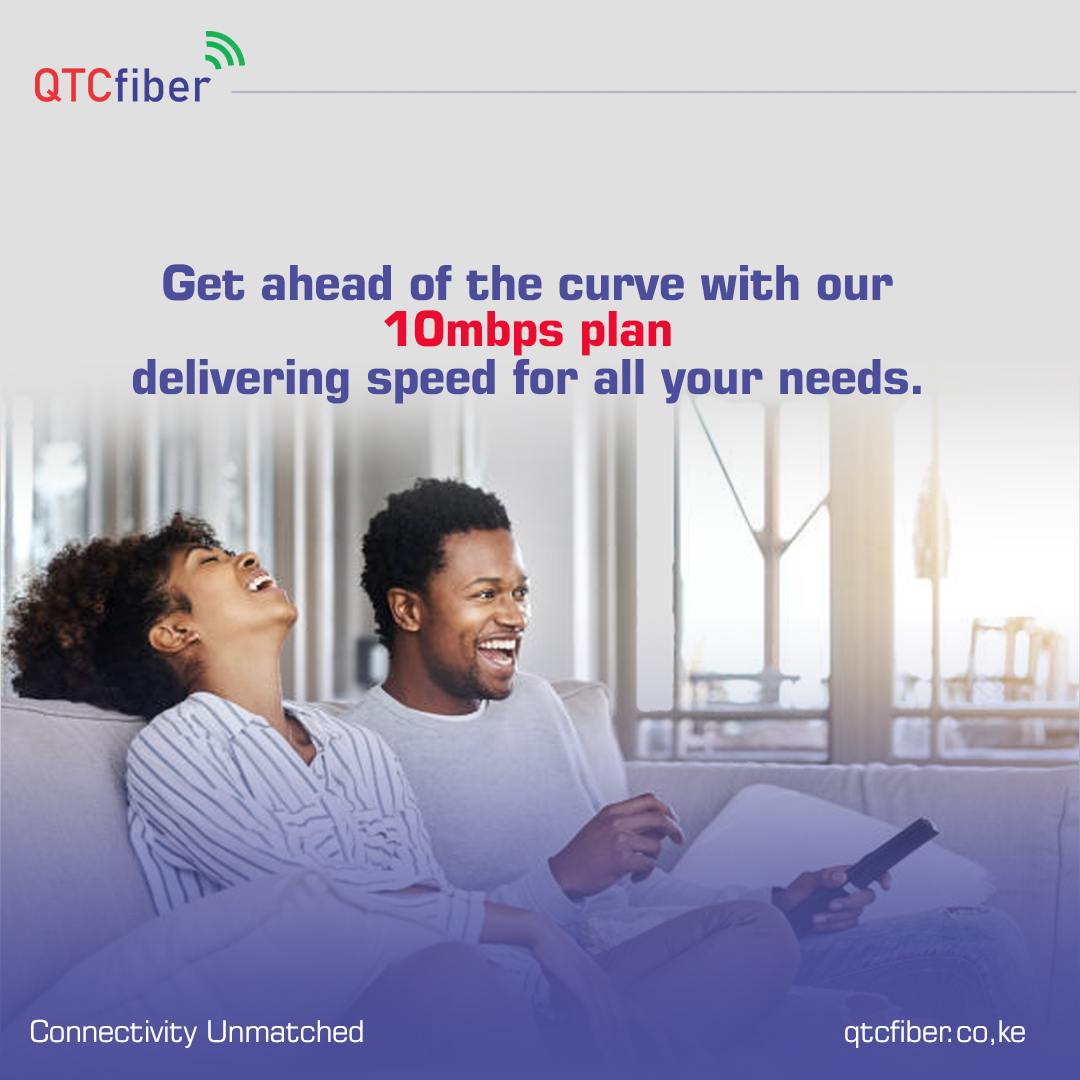 QTCfiber
Get ahead of the curve with our
10mbps plan
delivering speed for all your needs.
Connectivity Unmatched
qtcfiber.co,ke